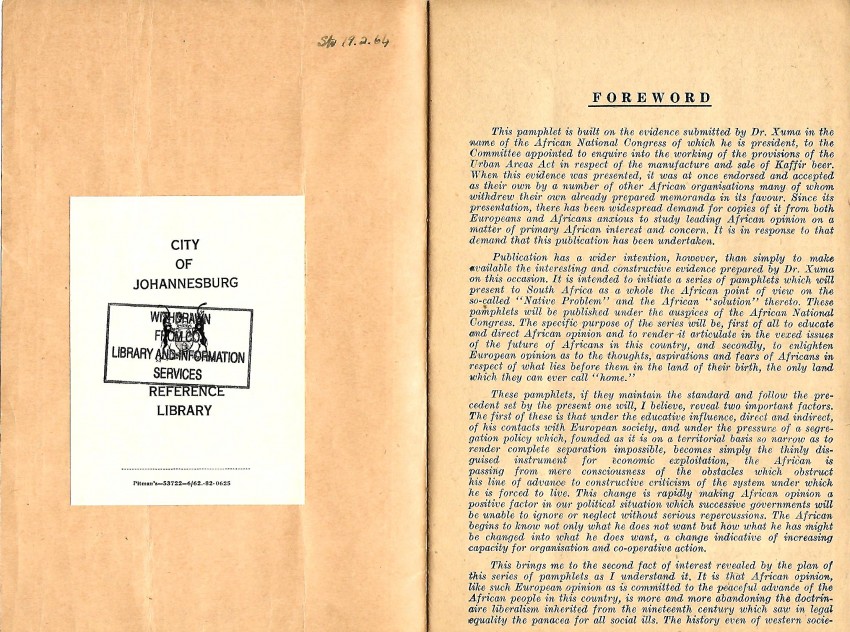 Sto 19.2.64
CITY
OF
JOHANNESBURG
WITHDRAWN
FROM COJ
LIBRARY AND INFORMATION
SERVICES
REFERENCE
LIBRARY
Pitman's—53722—6/62.-82-0625
FOREWORD
This pamphlet is built on the evidence submitted by Dr. Xuma in the
name of the African National Congress of which he is president, to the
Committee appointed to enquire into the working of the provisions of the
Urban Areas Act in respect of the manufacture and sale of Kaffir beer.
When this evidence was presented, it was at once endorsed and accepted
as their own by a number of other African organisations many of whom
withdrew their own already prepared memoranda in its favour. Since its
presentation, there has been widespread demand for copies of it from both
Europeans and Africans anxious to study leading African opinion on a
matter of primary African interest and concern. It is in response to that
demand that this publication has been undertaken.
Publication has a wider intention, however, than simply to make
available the interesting and constructive evidence prepared by Dr. Xuma
on this occasion. It is intended to initiate a series of pamphlets which will
present to South Africa as a whole the African point of view on the
so-called "Native Problem" and the African "solution" thereto. These
pamphlets will be published under the auspices of the African National
Congress. The specific purpose of the series will be, first of all to educate
and direct African opinion and to render it articulate in the vexed issues
of the future of Africans in this country, and secondly, to enlighten
European opinion as to the thoughts, aspirations and fears of Africans in
respect of what lies before them in the land of their birth, the only land
which they can ever call "home."
These pamphlets, if they maintain the standard and follow the pre-
cedent set by the present one will, I believe, reveal two important factors.
The first of these is that under the educative influence, direct and indirect,
of his contacts with European society, and under the pressure of a segre-
gation policy which, founded as it is on a territorial basis so narrow as to
render complete separation impossible, becomes simply the thinly dis-
guised instrument for economic exploitation, the African is
passing from mere consciousness of the obstacles which obstruct
his line of advance to constructive criticism of the system under which
he is forced to live. This change is rapidly making African opinion a
positive factor in our political situation which successive governments will
be unable to ignore or neglect without serious repercussions. The African
begins to know not only what he does not want but how what he has might
be changed into what he does want, a change indicative of increasing
capacity for organisation and co-operative action.
This brings me to the second fact of interest revealed by the plan of
this series of pamphlets as I understand it. It is that African opinion,
like such European opinion as is committed to the peaceful advance of the
African people in this country, is more and more abandoning the doctrin-
aire liberalism inherited from the nineteenth century which saw in legal
equality the panacea for all social ills. The history even of western socie-